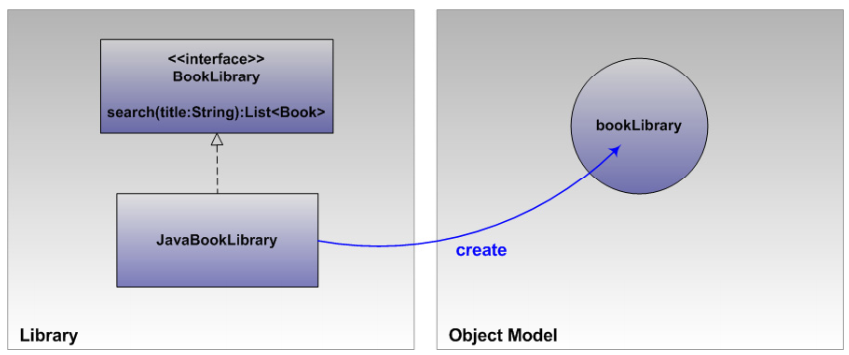 <<interface>>
BookLibrary
search(title:String):List<Book>
JavaBookLibrary
Library
bookLibrary
create
Object Model